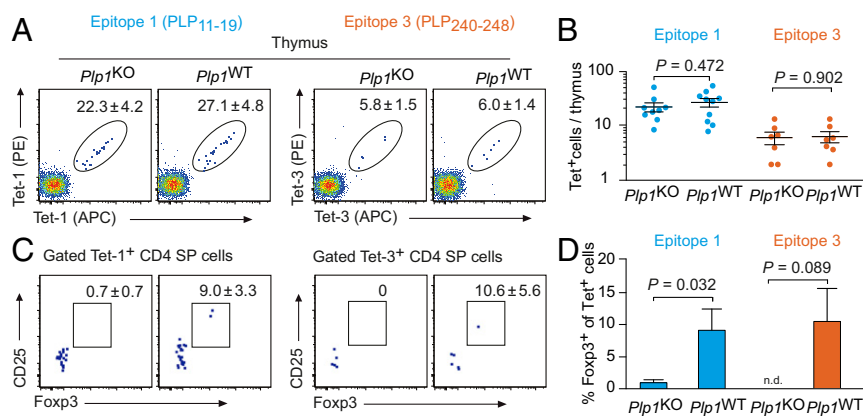 A
Epitope 1 (PLP11-19)
Epitope 3 (PLP240-248)
Thymus
Plp1KO
Plp1WT
Plp1KO
Plp1WT
22.3±4.2
27.1±4.8
5.8±1.5
6.0±1.4
Tet-1 (PE)
Tet-1 (APC)
Tet-3 (PE)
Tet-3 (APC)
B
Epitope 1
Epitope 3
P = 0.472
P = 0.902
Tet+cells / thymus
100
10
1
Plp1KO
Plp1WT
Plp1KO
Plp1WT
C
Gated Tet-1+ CD4 SP cells
Gated Tet-3+ CD4 SP cells
0.7±0.7
9.0±3.3
0
10.6±5.6
CD25
Foxp3
CD25
Foxp3
D
Epitope 1
Epitope 3
P = 0.032
P = 0.089
% Foxp3+ of Tet+ cells
20
15
10
5
0
n.d.
Plp1KO
Plp1WT
Plp1KO
Plp1WT